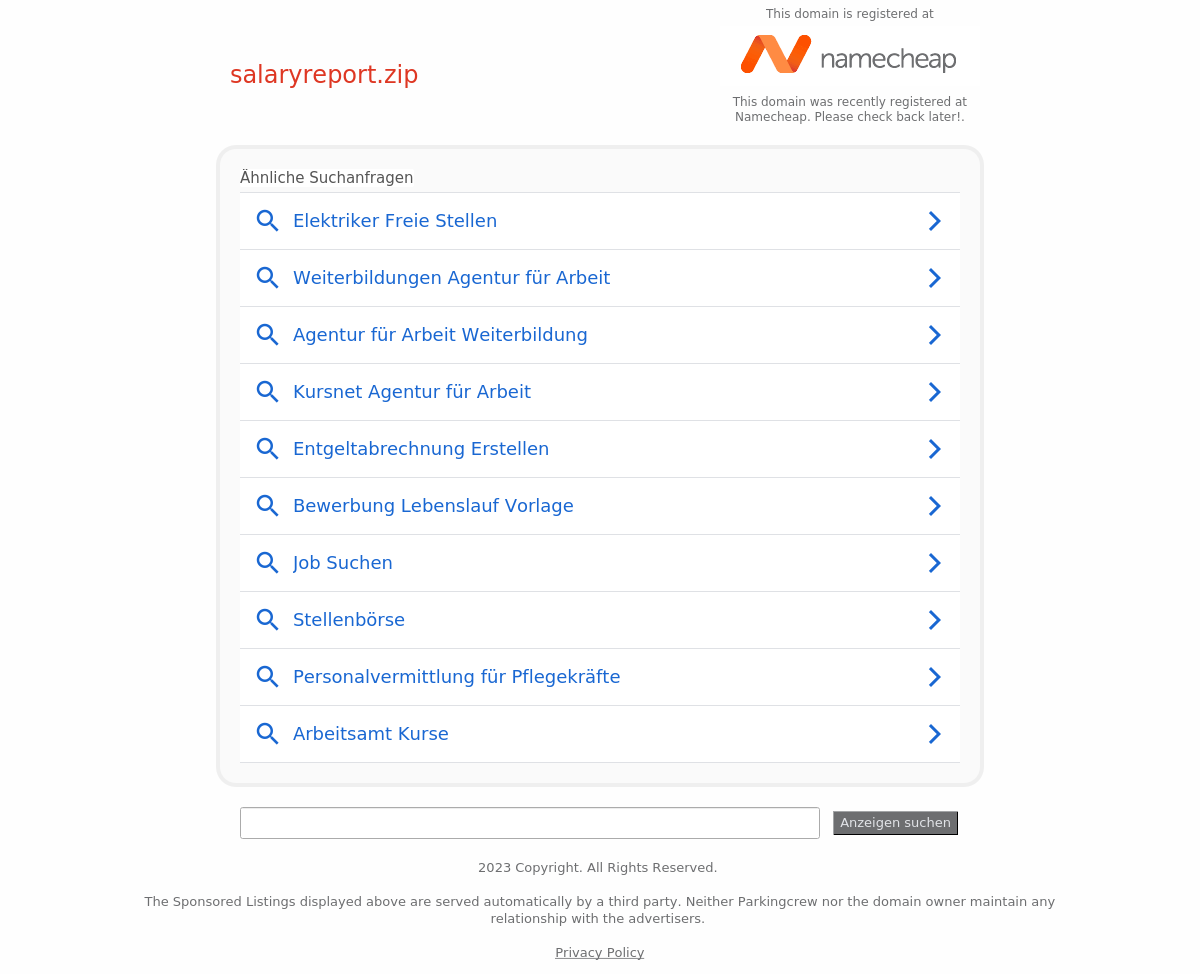 This domain is registered at
namecheap
salaryreport.zip
This domain was recently registered at
Namecheap. Please check back later!.
Ähnliche Suchanfragen
Elektriker Freie Stellen
Weiterbildungen Agentur für Arbeit
Agentur für Arbeit Weiterbildung
Kursnet Agentur für Arbeit
Entgeltabrechnung Erstellen
Bewerbung Lebenslauf Vorlage
Job Suchen
Stellenbörse
Personalvermittlung für Pflegekräfte
Arbeitsamt Kurse
Anzeigen suchen
2023 Copyright. All Rights Reserved.
The Sponsored Listings displayed above are served automatically by a third party. Neither Parkingcrew nor the domain owner maintain any
relationship with the advertisers.
Privacy Policy